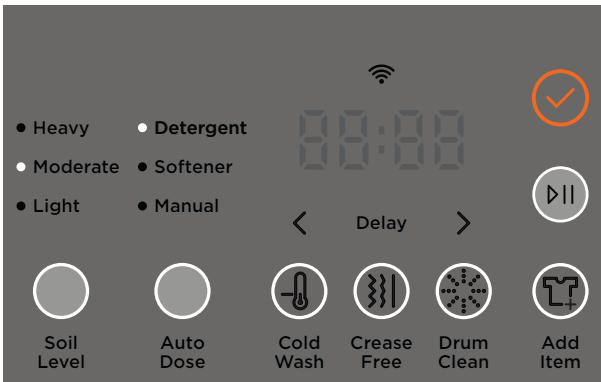 Heavy
Detergent
88:88
Moderate
Softener
Light
Manual
Delay
Soil
Level
Auto
Dose
Cold
Wash
Crease
Free
Drum
Clean
Add
Item